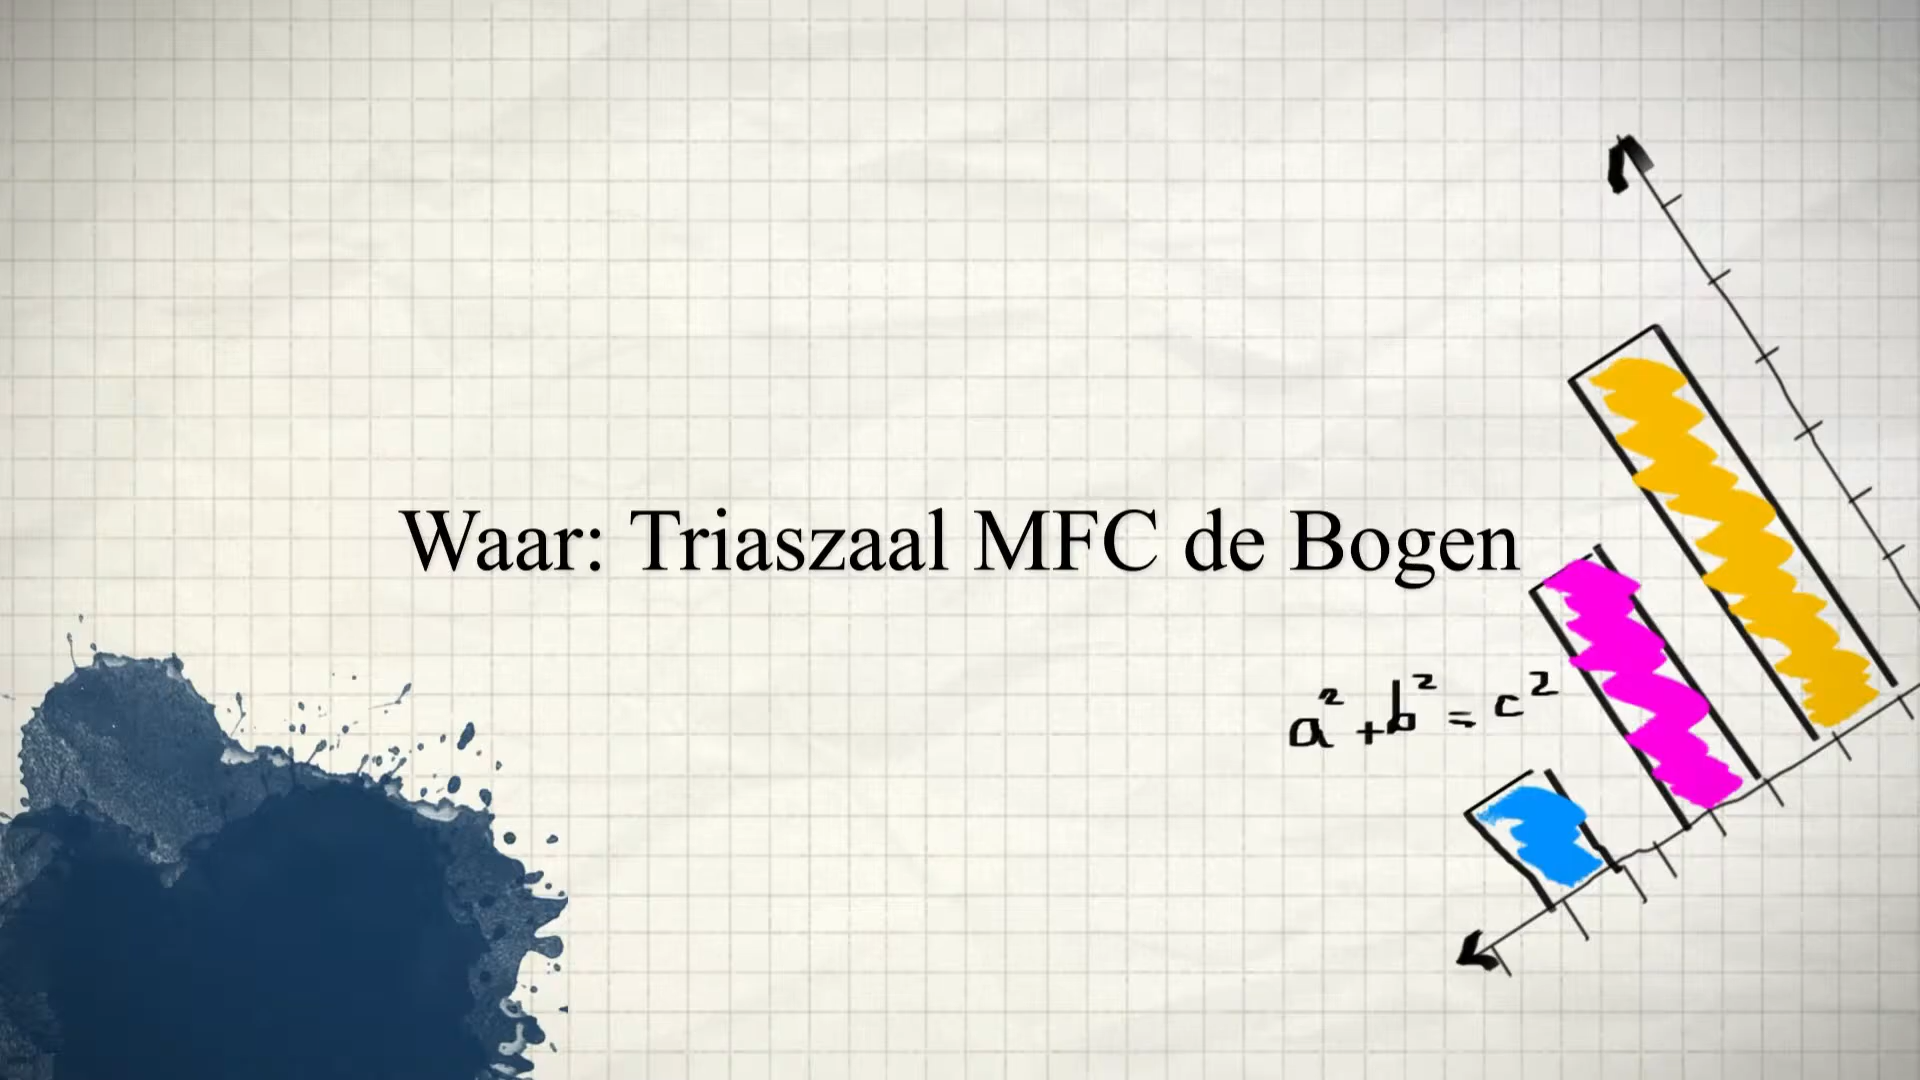 Waar: Triaszaal MFC de Bogen
a² + b² = c²